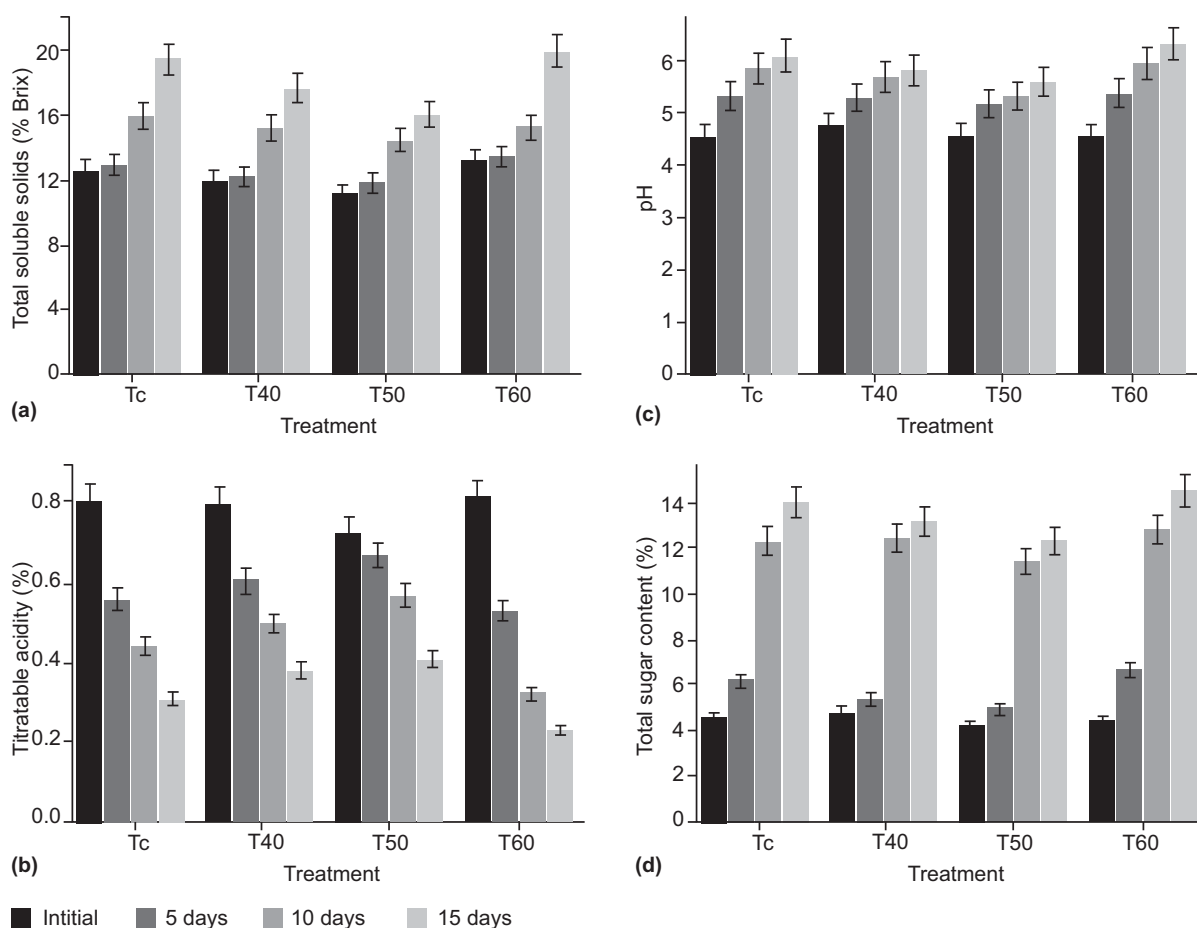 Total soluble solids (% Brix)
20
16
12
8
4
0
Tc T40 T50 T60
Treatment
(a)
pH
6
5
4
3
2
1
0
Tc T40 T50 T60
Treatment
(c)
Titratable acidity (%)
0.8
0.6
0.4
0.2
0.0
Tc T40 T50 T60
Treatment
(b)
Total sugar content (%)
14
12
10
8
6
4
2
0
Tc T40 T50 T60
Treatment
(d)
Intitial 5 days 10 days 15 days